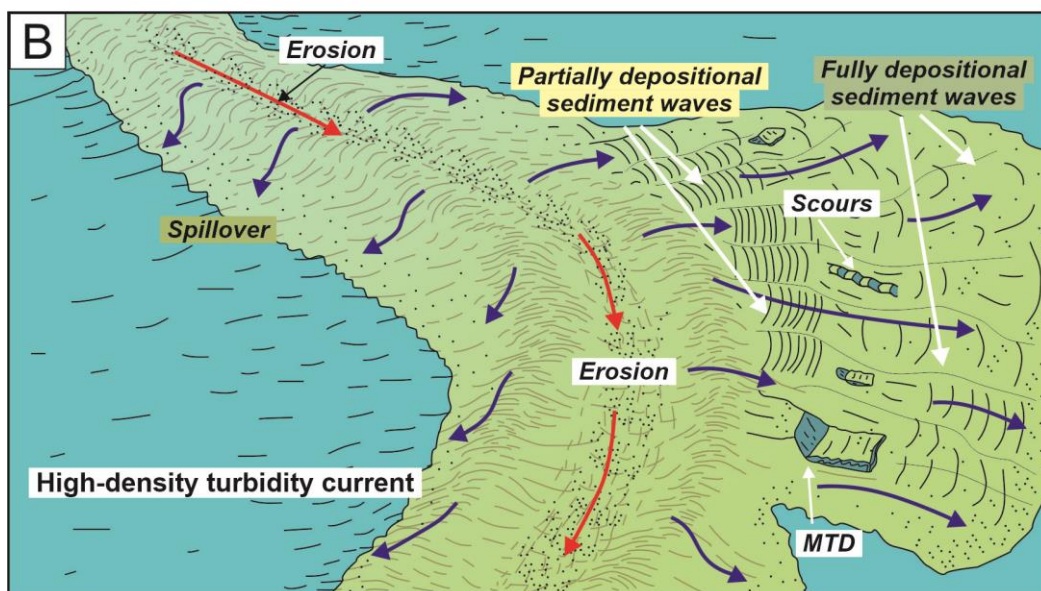 B
Erosion
Partially depositional
sediment waves
Fully depositional
sediment waves
Scours
Spillover
Erosion
High-density turbidity current
MTD